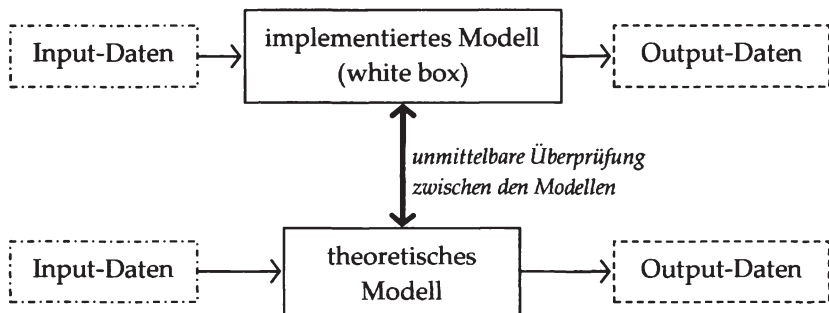 Input-Daten
implementiertes Modell
(white box)
Output-Daten
unmittelbare Überprüfung
zwischen den Modellen
Input-Daten
theoretisches
Modell
Output-Daten